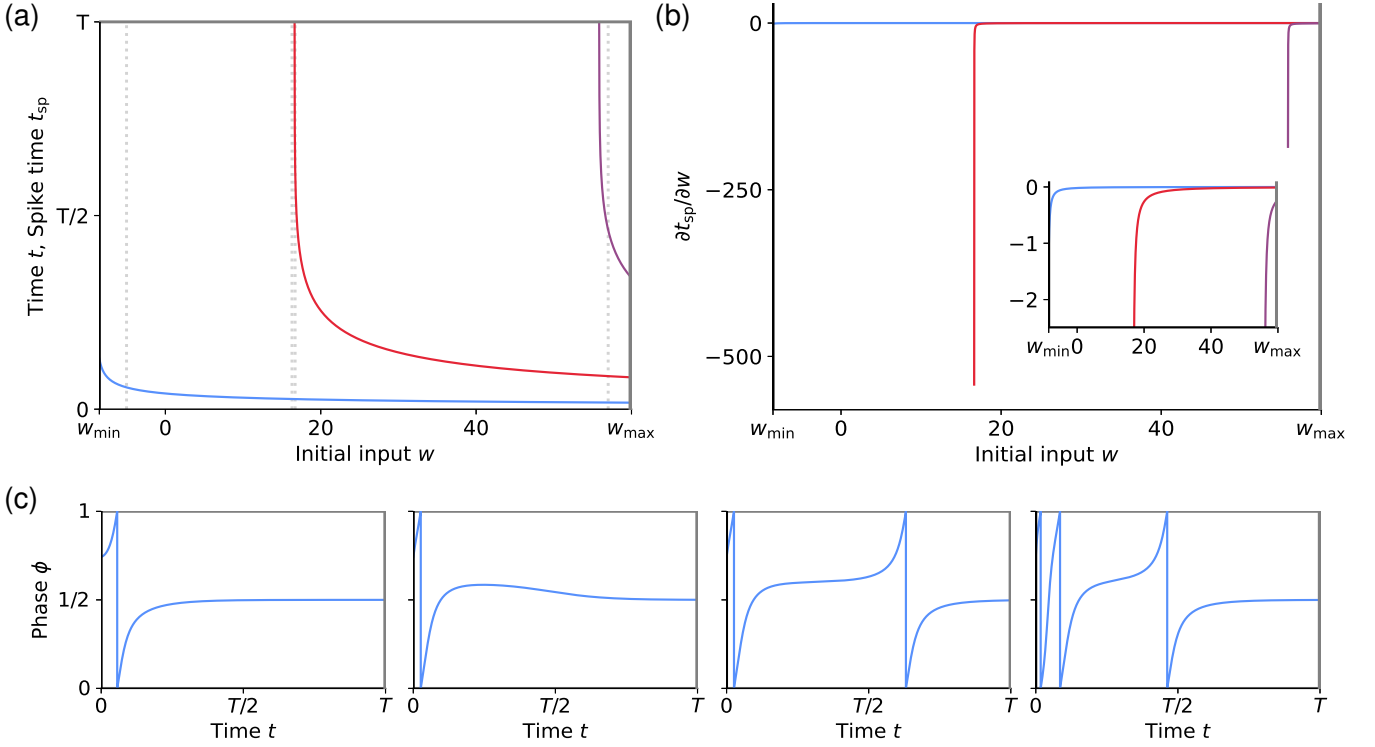 (a)
T
T/2
0
Time t, Spike time t_sp
w_min 0 20 40 w_max
Initial input w
(b)
0
−250
−500
∂t_sp/∂w
0
−1
−2
w_min 0 20 40 w_max
w_min 0 20 40 w_max
Initial input w
(c)
1
1/2
0
Phase ϕ
0 T/2 T
Time t
0 T/2 T
Time t
0 T/2 T
Time t
0 T/2 T
Time t